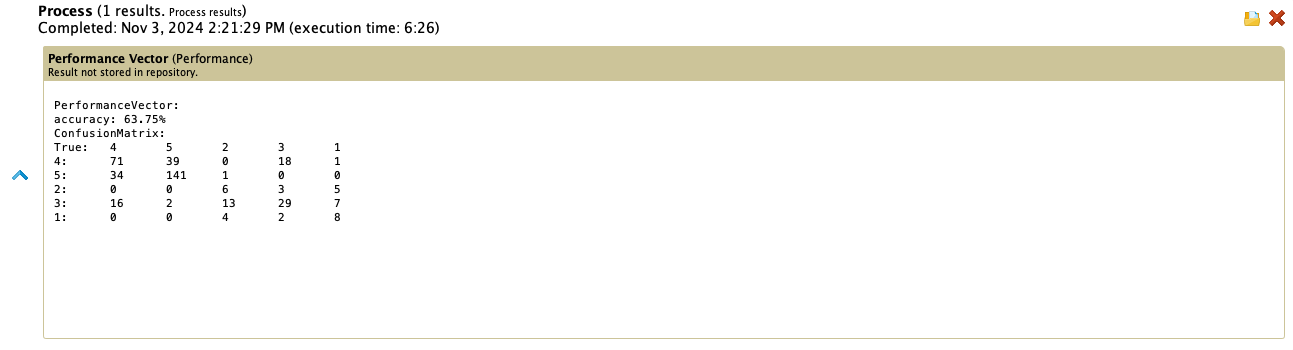 Process (1 results. Process results)
Completed: Nov 3, 2024 2:21:29 PM (execution time: 6:26)
Performance Vector (Performance)
Result not stored in repository.
PerformanceVector:
accuracy: 63.75%
ConfusionMatrix:
True: 4 5 2 3 1
4: 71 39 0 18 1
5: 34 141 1 0 0
2: 0 0 6 3 5
3: 16 2 13 29 7
1: 0 0 4 2 8